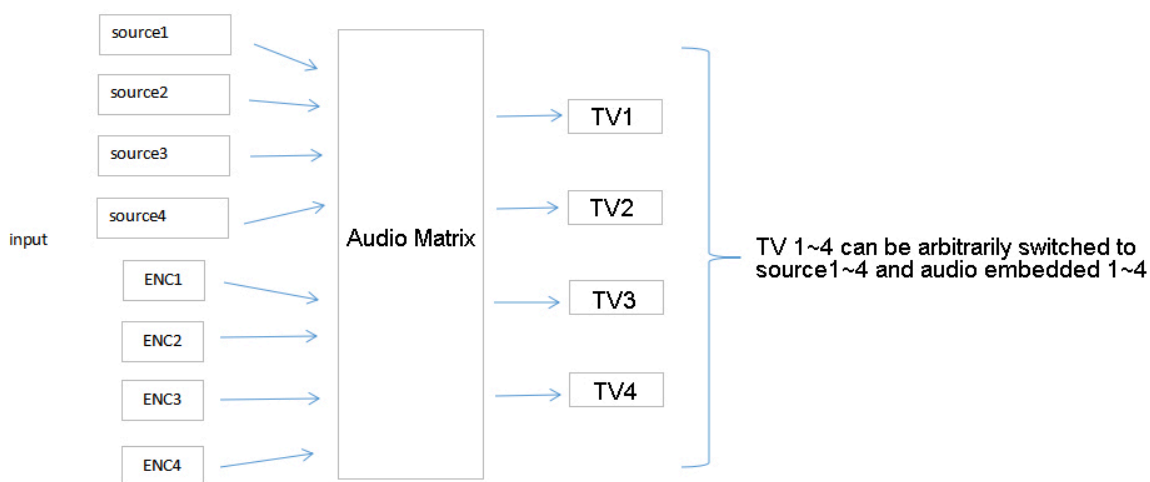 source1
source2
source3
source4
input
ENC1
ENC2
ENC3
ENC4
Audio Matrix
TV1
TV2
TV3
TV4
TV 1~4 can be arbitrarily switched to
source1~4 and audio embedded 1~4